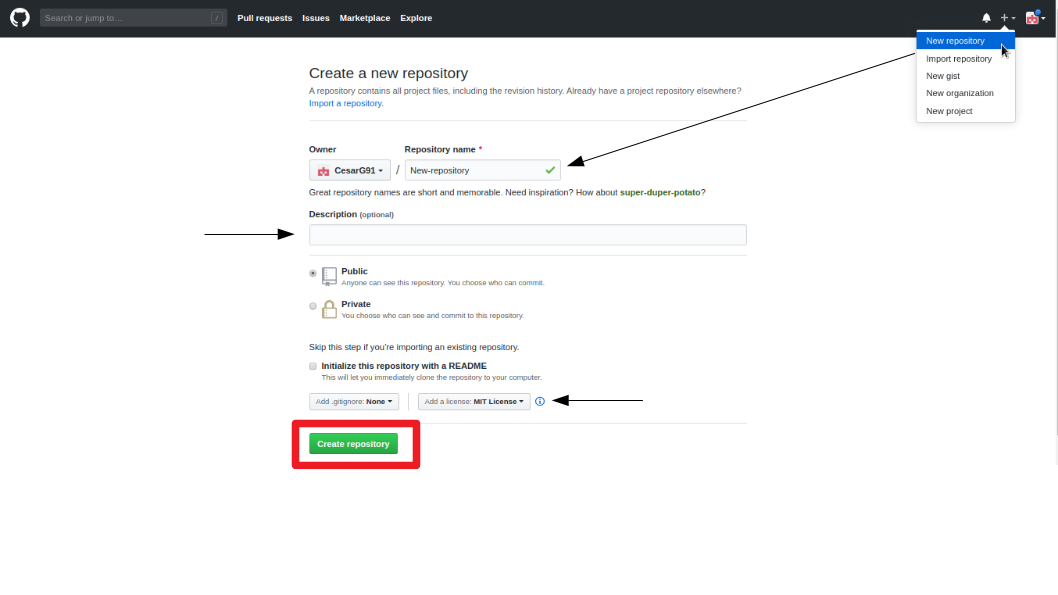 Search or jump to... /
Pull requests Issues Marketplace Explore
New repository
Import repository
New gist
New organization
New project
Create a new repository
A repository contains all project files, including the revision history. Already have a project repository elsewhere?
Import a repository.
Owner Repository name *
CesarG91 / New-repository
Great repository names are short and memorable. Need inspiration? How about super-duper-potato?
Description (optional)
Public
Anyone can see this repository. You choose who can commit.
Private
You choose who can see and commit to this repository.
Skip this step if you're importing an existing repository.
Initialize this repository with a README
This will let you immediately clone the repository to your computer.
Add .gitignore: None Add a license: MIT License
Create repository